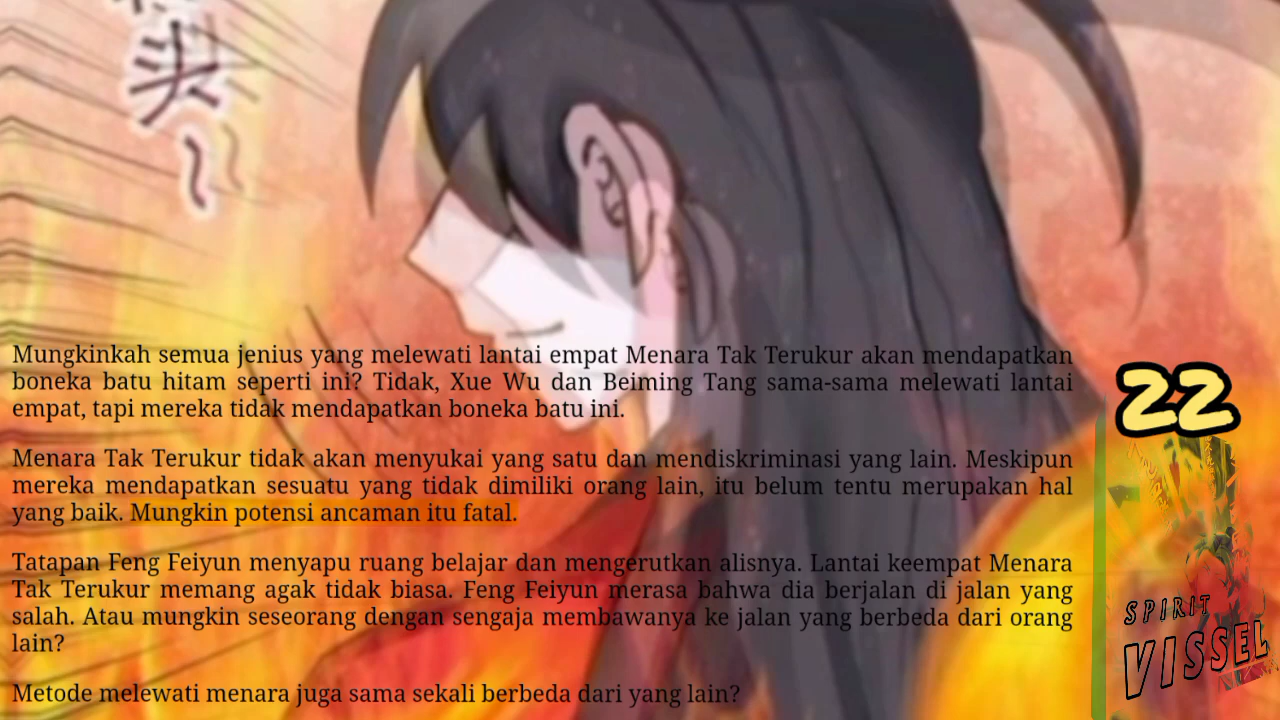 头
Mungkinkah semua jenius yang melewati lantai empat Menara Tak Terukur akan mendapatkan
boneka batu hitam seperti ini? Tidak, Xue Wu dan Beiming Tang sama-sama melewati lantai
empat, tapi mereka tidak mendapatkan boneka batu ini.
Menara Tak Terukur tidak akan menyukai yang satu dan mendiskriminasi yang lain. Meskipun
mereka mendapatkan sesuatu yang tidak dimiliki orang lain, itu belum tentu merupakan hal
yang baik. Mungkin potensi ancaman itu fatal.
Tatapan Feng Feiyun menyapu ruang belajar dan mengerutkan alisnya. Lantai keempat Menara
Tak Terukur memang agak tidak biasa. Feng Feiyun merasa bahwa dia berjalan di jalan yang
salah. Atau mungkin seseorang dengan sengaja membawanya ke jalan yang berbeda dari orang
lain?
Metode melewati menara juga sama sekali berbeda dari yang lain?
22
SPIRIT
VISSEL